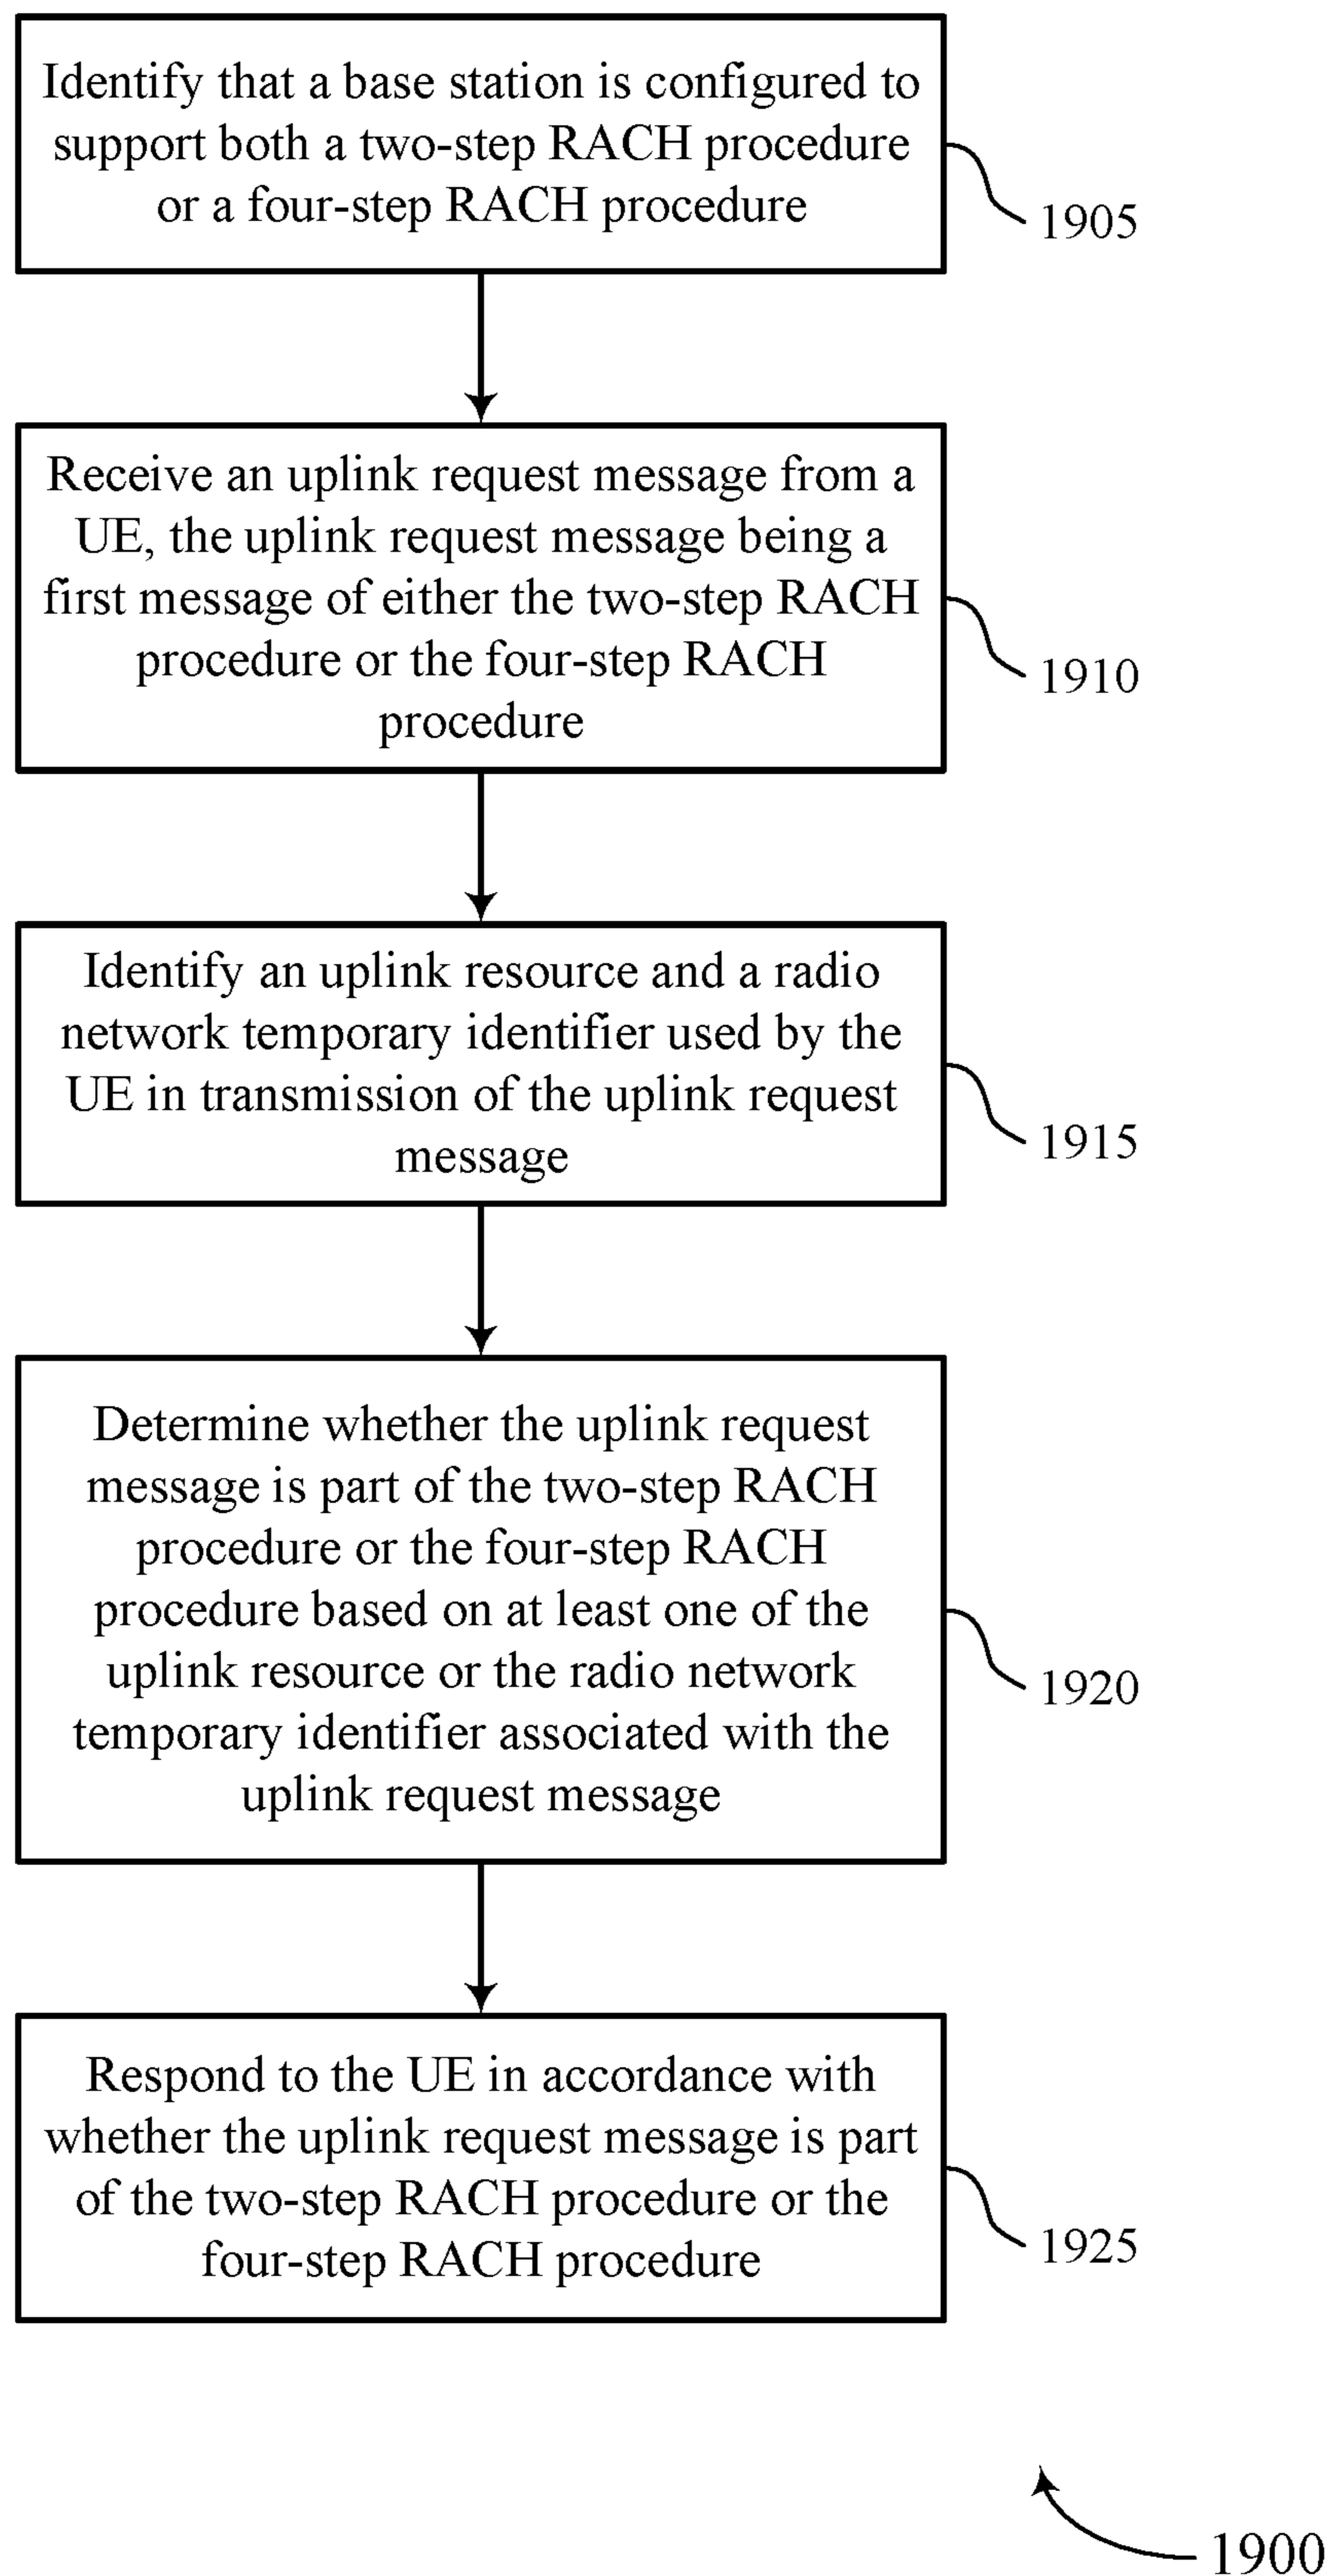 Identify that a base station is configured to
support both a two-step RACH procedure
or a four-step RACH procedure
1905
Receive an uplink request message from a
UE, the uplink request message being a
first message of either the two-step RACH
procedure or the four-step RACH
procedure
1910
Identify an uplink resource and a radio
network temporary identifier used by the
UE in transmission of the uplink request
message
1915
Determine whether the uplink request
message is part of the two-step RACH
procedure or the four-step RACH
procedure based on at least one of the
uplink resource or the radio network
temporary identifier associated with the
uplink request message
1920
Respond to the UE in accordance with
whether the uplink request message is part
of the two-step RACH procedure or the
four-step RACH procedure
1925
1900